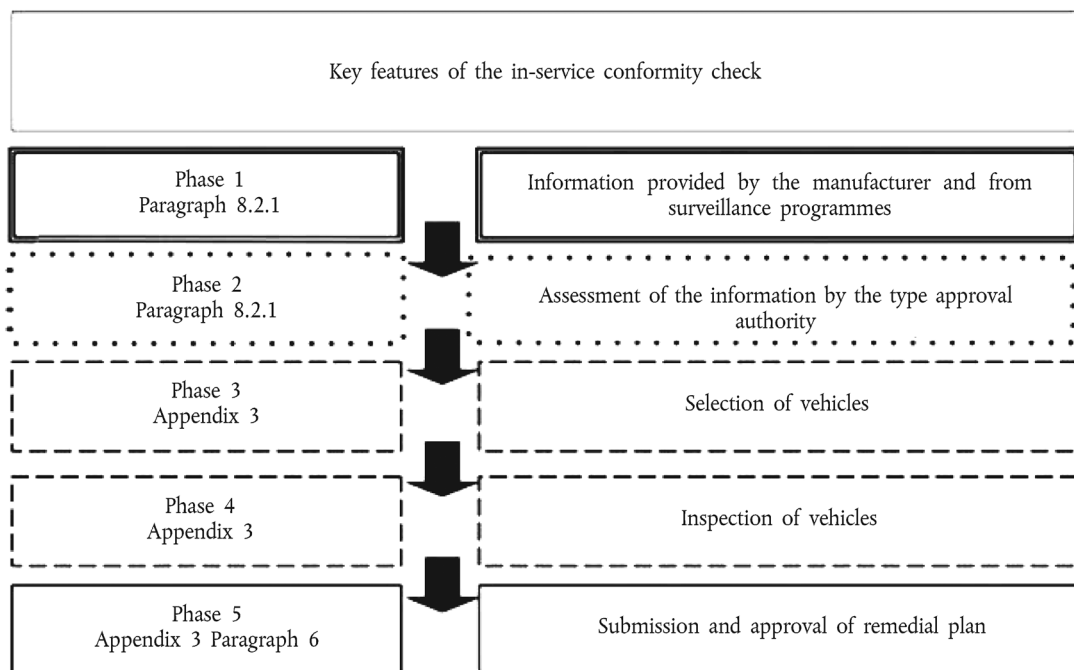 Key features of the in-service conformity check
Phase 1
Paragraph 8.2.1
Information provided by the manufacturer and from
surveillance programmes
Phase 2
Paragraph 8.2.1
Assessment of the information by the type approval
authority
Phase 3
Appendix 3
Selection of vehicles
Phase 4
Appendix 3
Inspection of vehicles
Phase 5
Appendix 3 Paragraph 6
Submission and approval of remedial plan